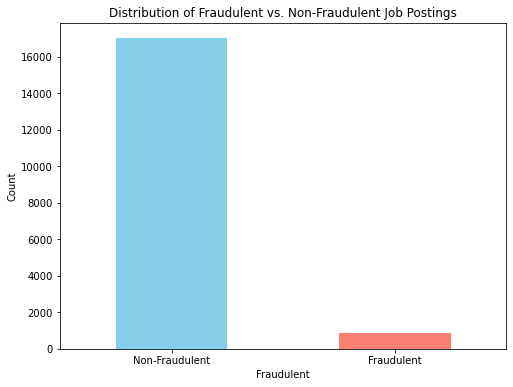 Distribution of Fraudulent vs. Non-Fraudulent Job Postings
16000
14000
12000
10000
8000
6000
4000
2000
0
Count
Non-Fraudulent
Fraudulent
Fraudulent